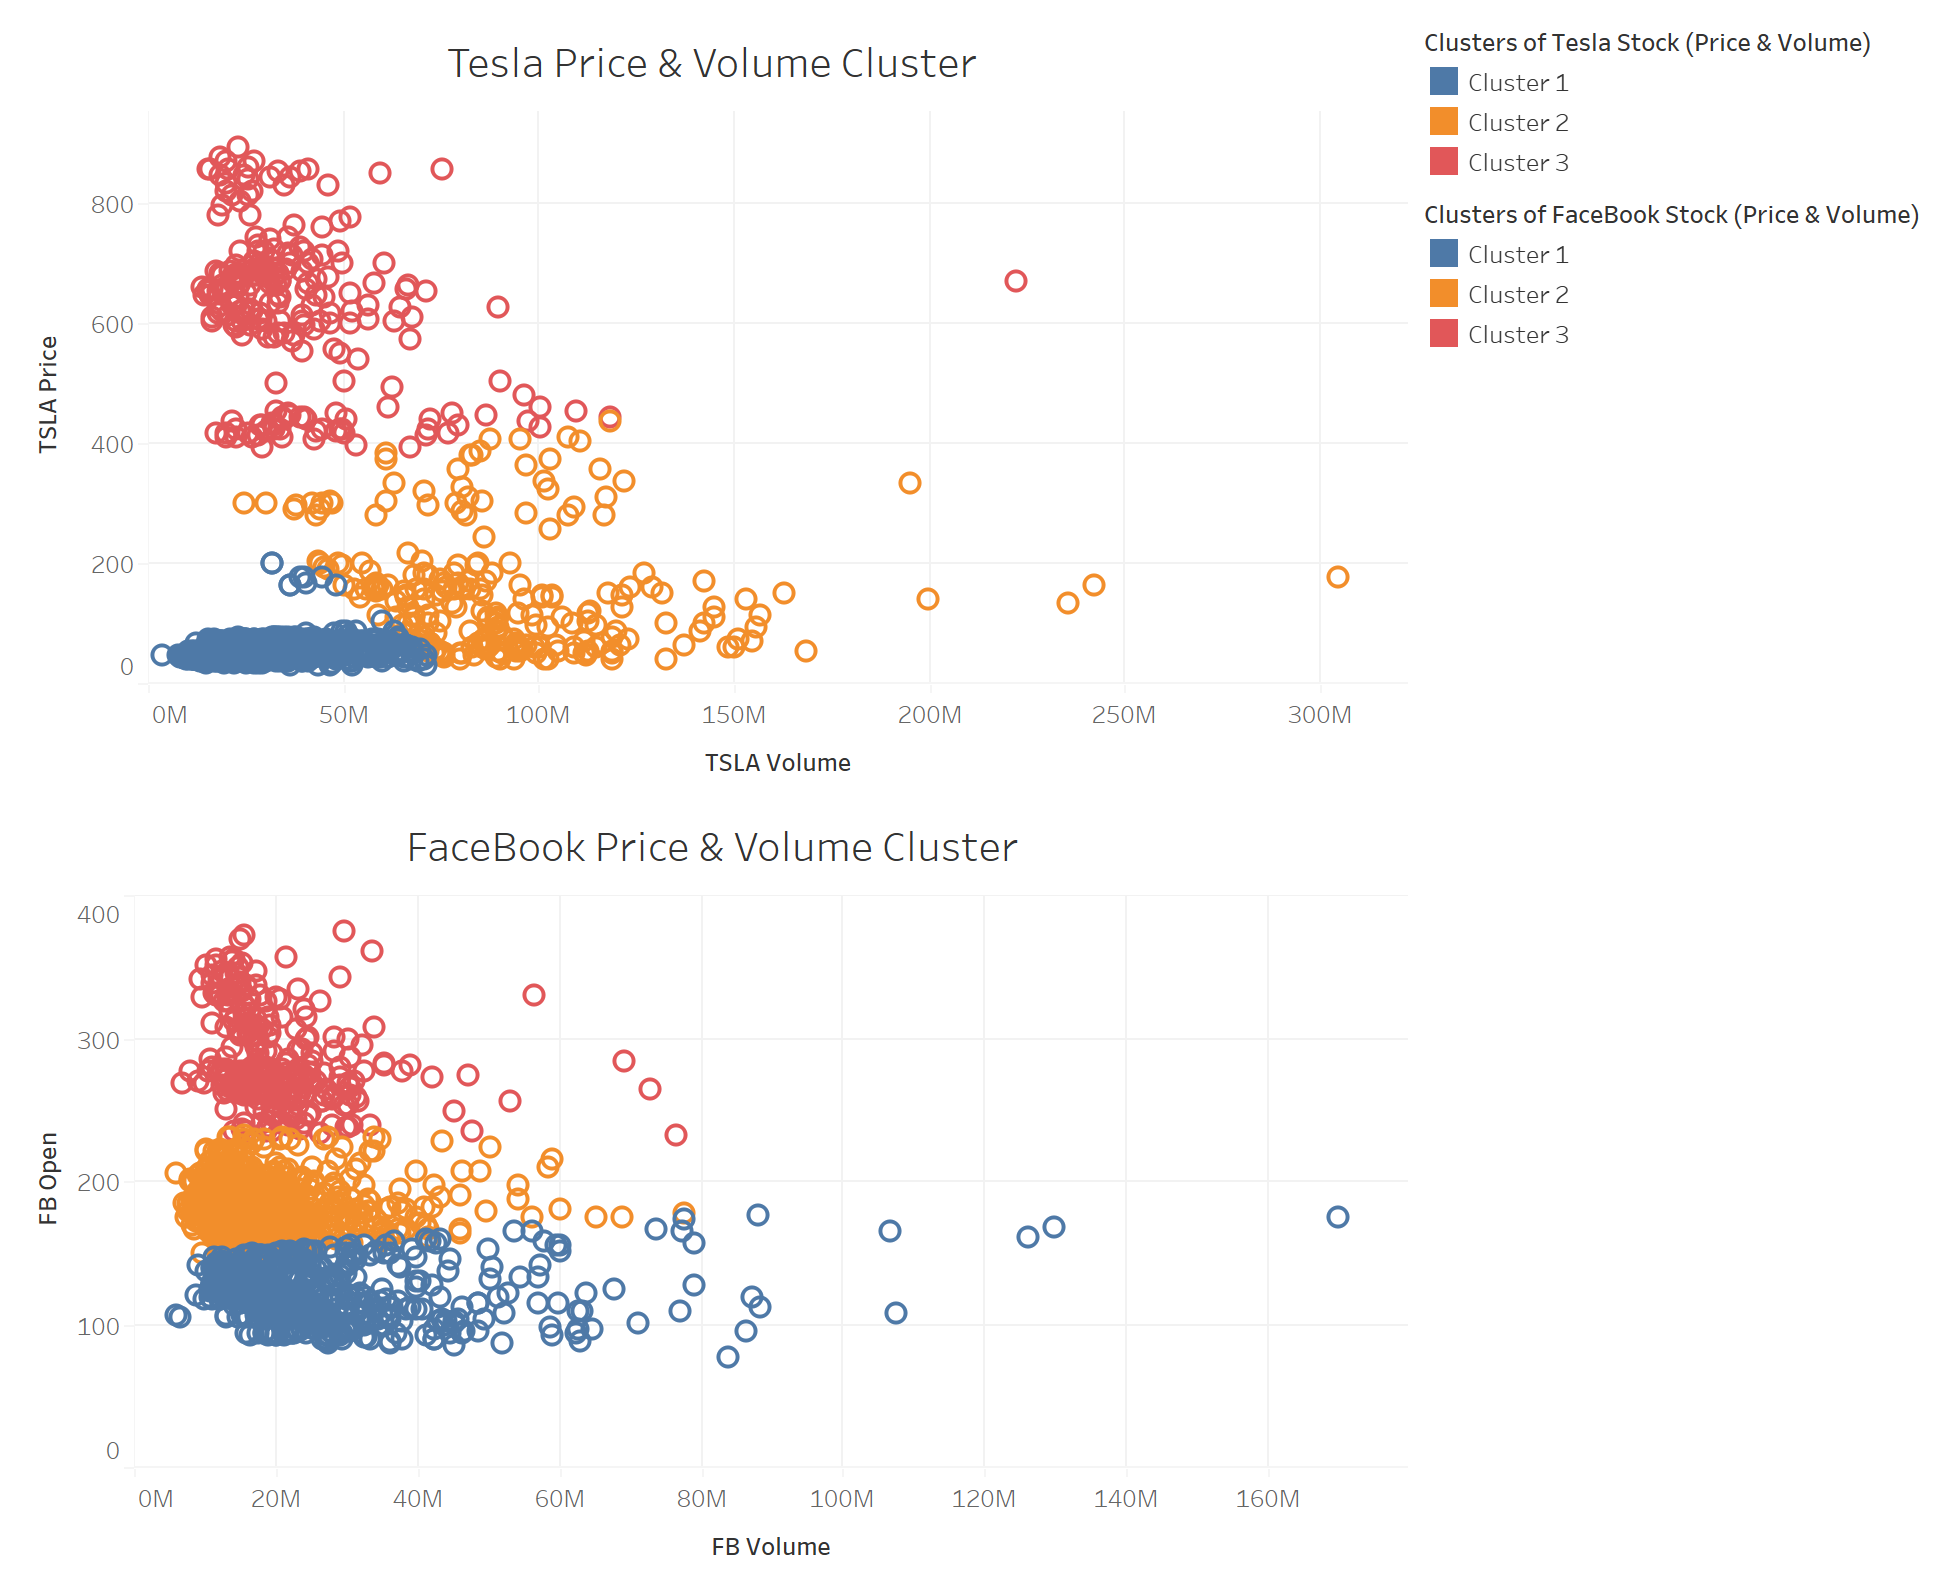 Tesla Price & Volume Cluster
TSLA Price
800
600
400
200
0
0M 50M 100M 150M 200M 250M 300M
TSLA Volume
Clusters of Tesla Stock (Price & Volume)
Cluster 1
Cluster 2
Cluster 3
Clusters of FaceBook Stock (Price & Volume)
Cluster 1
Cluster 2
Cluster 3
FaceBook Price & Volume Cluster
FB Open
400
300
200
100
0
0M 20M 40M 60M 80M 100M 120M 140M 160M
FB Volume